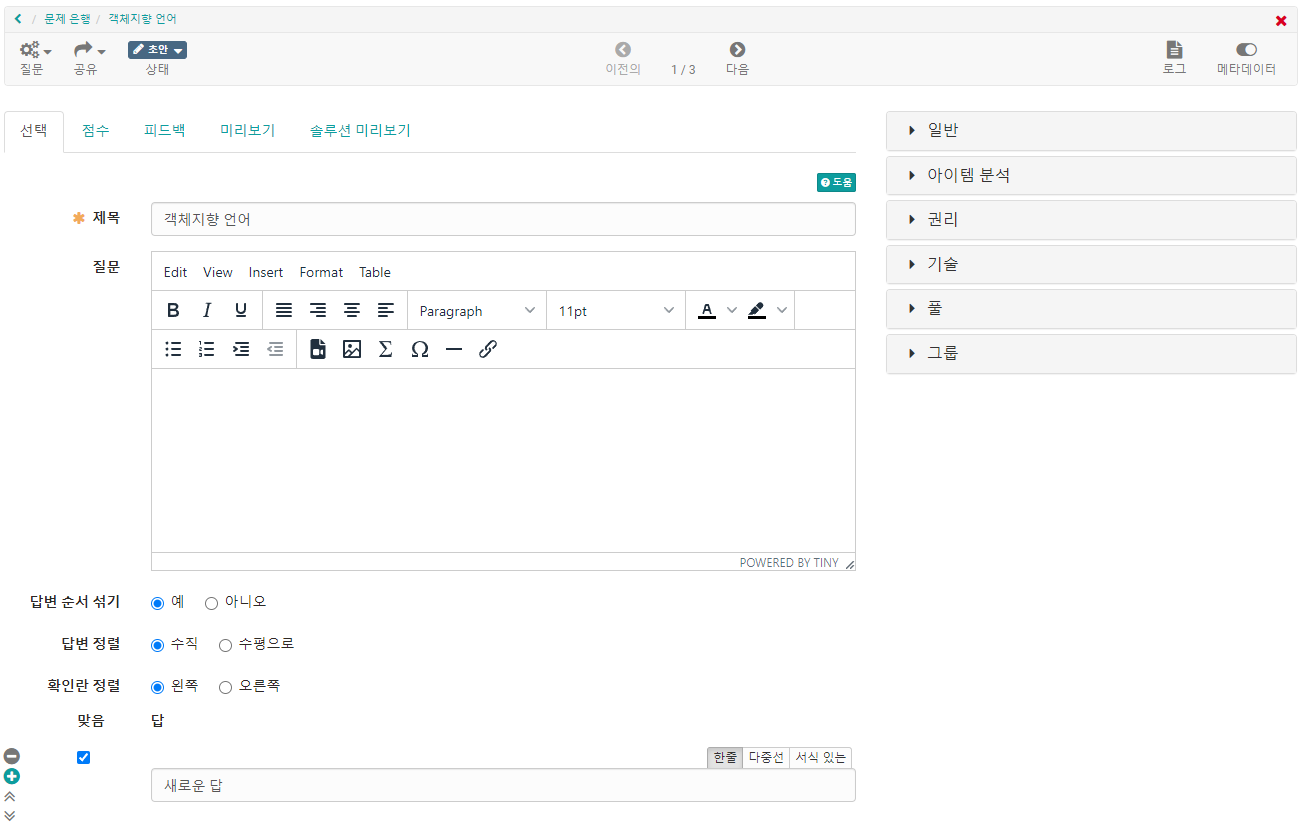 / 문제 은행 / 객체지향 언어
질문 공유 초안 상태 이전의 1 / 3 다음 로그 메타데이터
선택 점수 피드백 미리보기 솔루션 미리보기
도움
제목 객체지향 언어
질문
Edit View Insert Format Table
B I U Paragraph 11pt A
Σ Ω
POWERED BY TINY
답변 순서 섞기 예 아니오
답변 정렬 수직 수평으로
확인란 정렬 왼쪽 오른쪽
맞음 답
한줄 다중선 서식 있는
새로운 답
일반
아이템 분석
권리
기술
풀
그룹